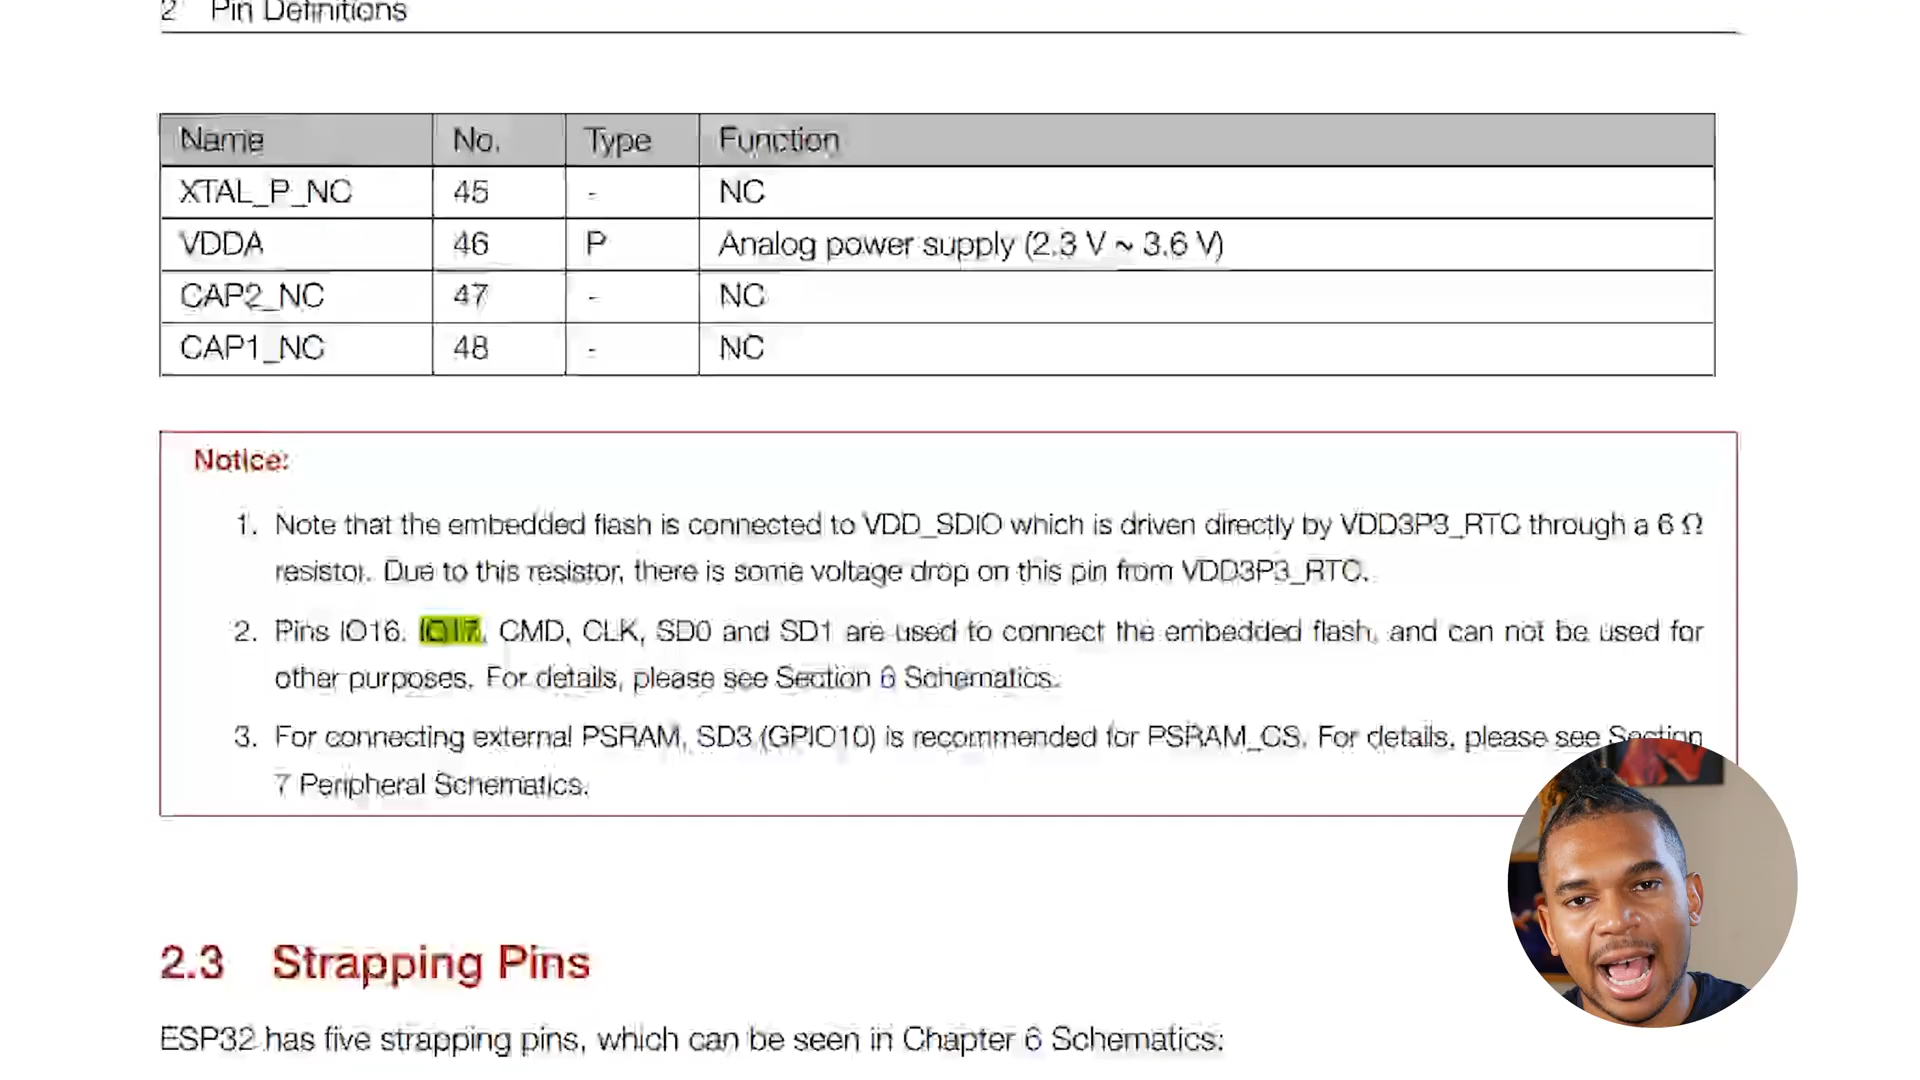 2 Pin Definitions
Name No. Type Function
XTAL_P_NC 45 - NC
VDDA 46 P Analog power supply (2.3 V ~ 3.6 V)
CAP2_NC 47 - NC
CAP1_NC 48 - NC
Notice:
1. Note that the embedded flash is connected to VDD_SDIO which is driven directly by VDD3P3_RTC through a 6 Ω
resistor. Due to this resistor, there is some voltage drop on this pin from VDD3P3_RTC.
2. Pins IO16, IO17, CMD, CLK, SD0 and SD1 are used to connect the embedded flash, and can not be used for
other purposes. For details, please see Section 6 Schematics.
3. For connecting external PSRAM, SD3 (GPIO10) is recommended for PSRAM_CS. For details, please see Section
7 Peripheral Schematics.
2.3 Strapping Pins
ESP32 has five strapping pins, which can be seen in Chapter 6 Schematics: